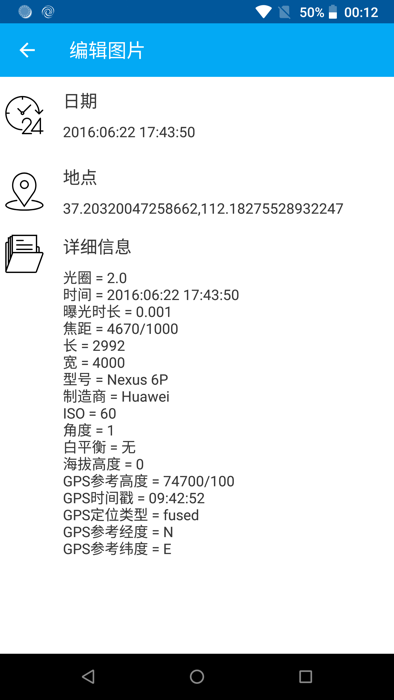 50% 00:12
编辑图片
日期
2016:06:22 17:43:50
24
地点
37.20320047258662,112.18275528932247
详细信息
光圈 = 2.0
时间 = 2016:06:22 17:43:50
曝光时长 = 0.001
焦距 = 4670/1000
长 = 2992
宽 = 4000
型号 = Nexus 6P
制造商 = Huawei
ISO = 60
角度 = 1
白平衡 = 无
海拔高度 = 0
GPS参考高度 = 74700/100
GPS时间戳 = 09:42:52
GPS定位类型 = fused
GPS参考经度 = N
GPS参考纬度 = E